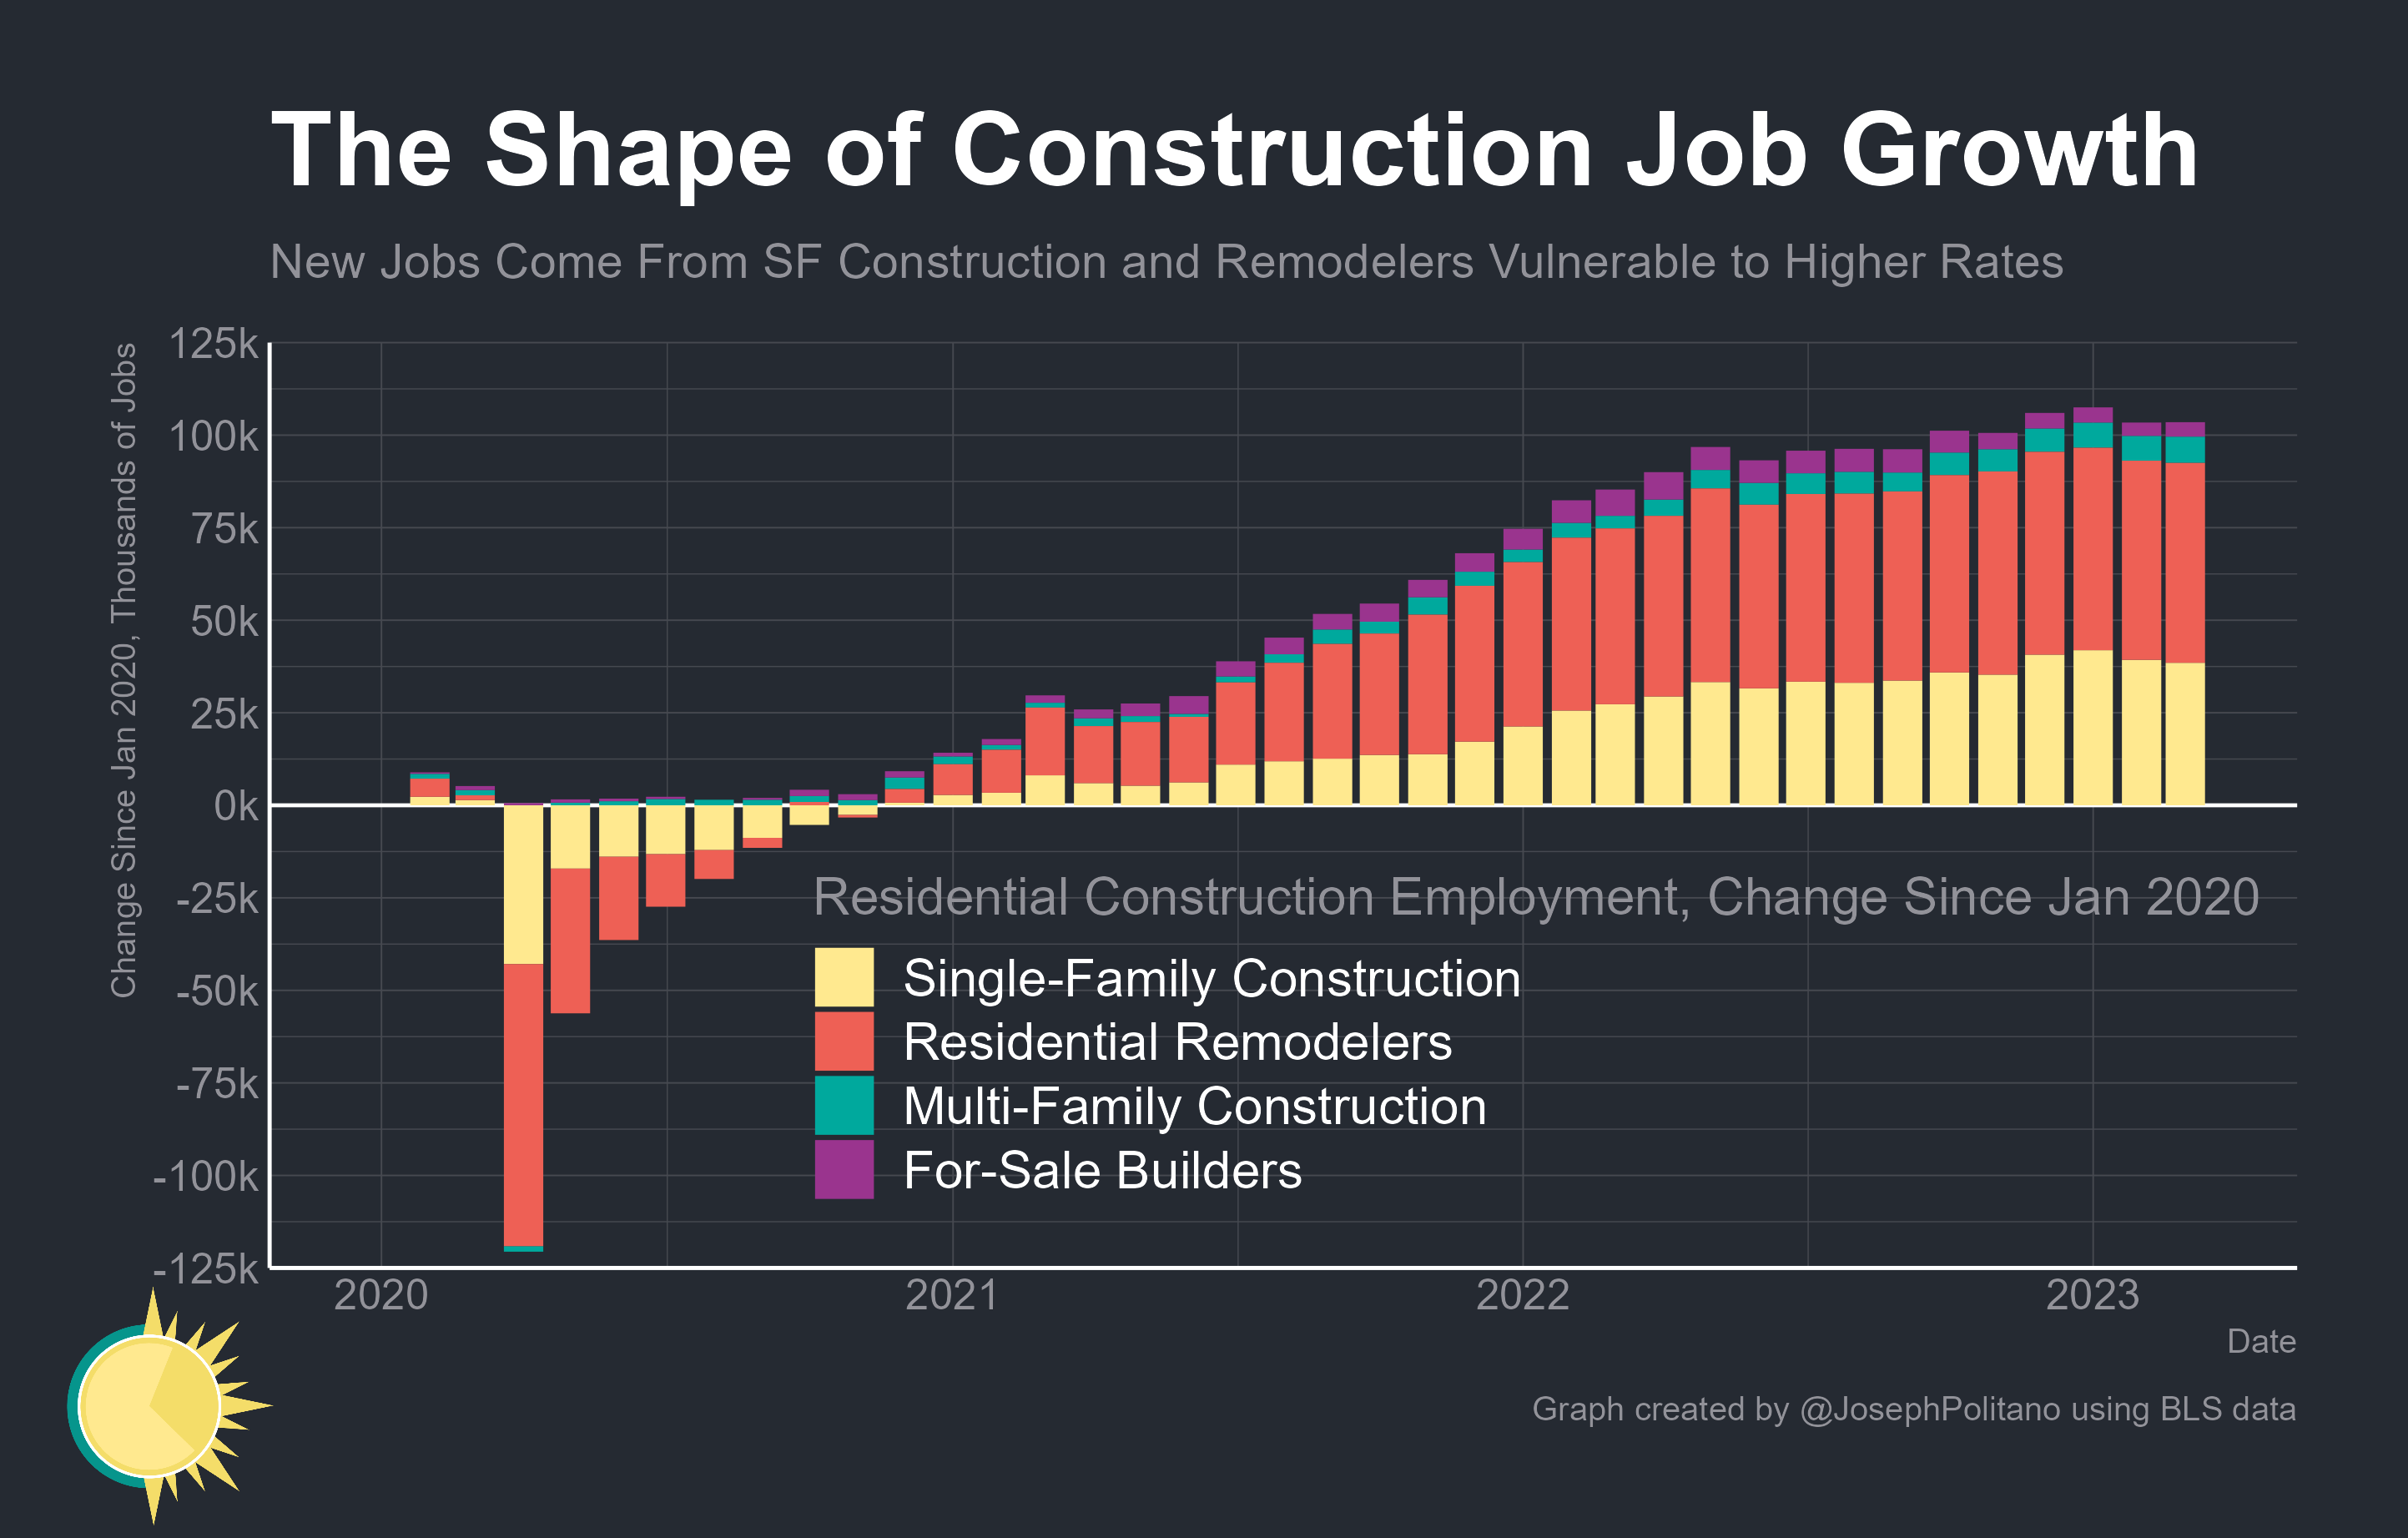 The Shape of Construction Job Growth
New Jobs Come From SF Construction and Remodelers Vulnerable to Higher Rates
Change Since Jan 2020, Thousands of Jobs
125k
100k
75k
50k
25k
0k
-25k
-50k
-75k
-100k
-125k
Residential Construction Employment, Change Since Jan 2020
Single-Family Construction
Residential Remodelers
Multi-Family Construction
For-Sale Builders
2020 2021 2022 2023
Date
Graph created by @JosephPolitano using BLS data